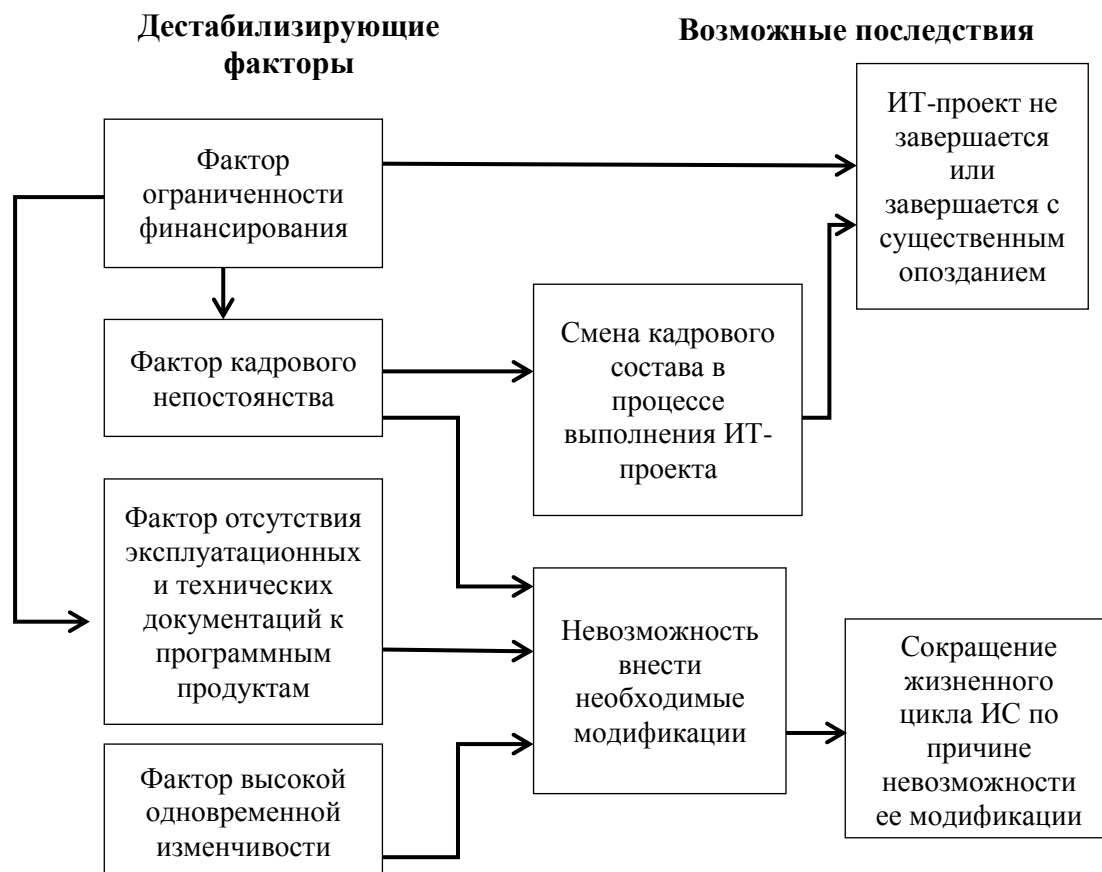 Дестабилизирующие
факторы
Возможные последствия
Фактор
ограниченности
финансирования
ИТ-проект не
завершается
или
завершается с
существенным
опозданием
Фактор кадрового
непостоянства
Смена кадрового
состава в
процессе
выполнения ИТ-
проекта
Фактор отсутствия
эксплуатационных
и технических
документаций к
программным
продуктам
Невозможность
внести
необходимые
модификации
Сокращение
жизненного
цикла ИС по
причине
невозможности
ее модификации
Фактор высокой
одновременной
изменчивости